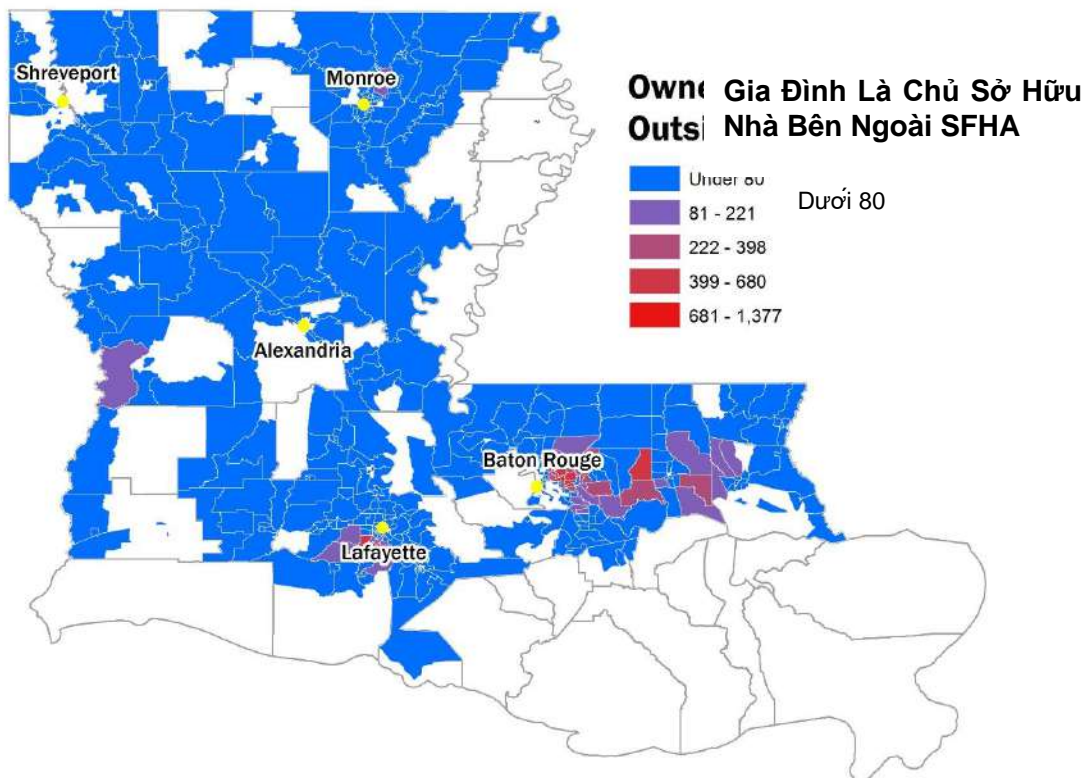 Shreveport
Monroe
Owne Gia Đình Là Chủ Sở Hữu
Outsi Nhà Bên Ngoài SFHA
Under 80
Dưới 80
81 - 221
222 - 398
399 - 680
681 - 1,377
Alexandria
Baton Rouge
Lafayette